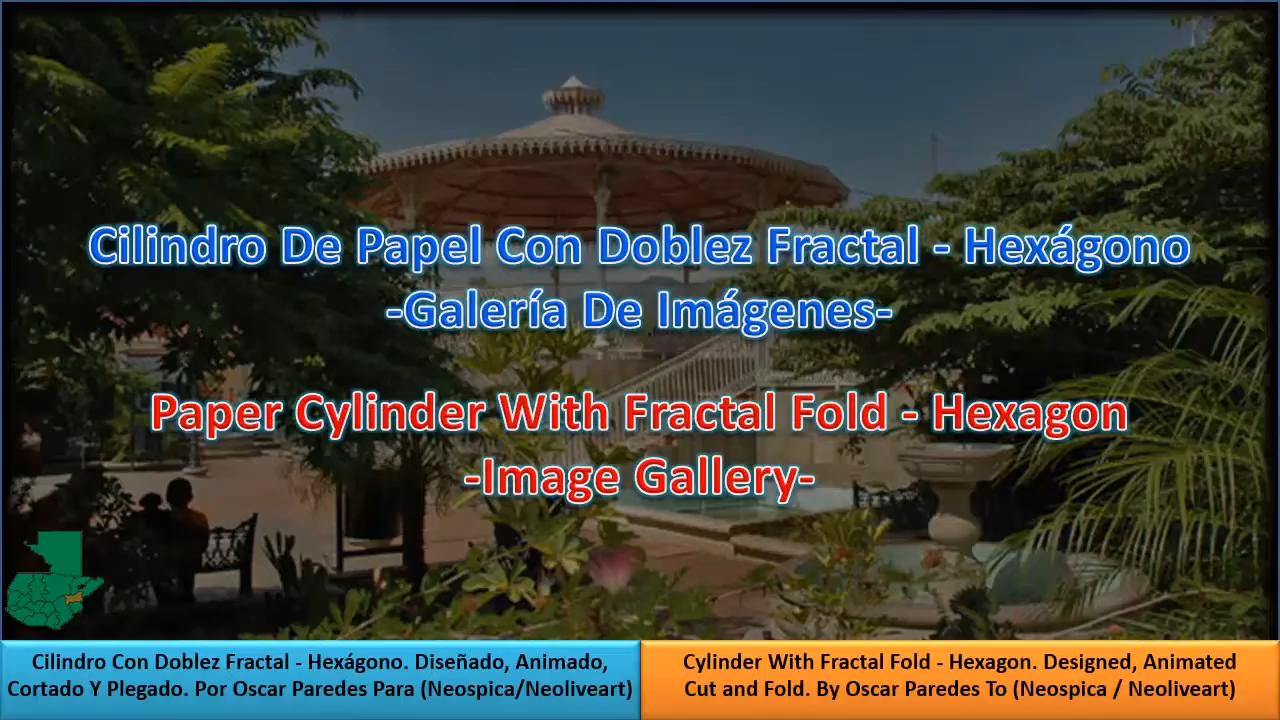 Cilindro De Papel Con Doblez Fractal - Hexágono
-Galería De Imágenes-
Paper Cylinder With Fractal Fold - Hexagon
-Image Gallery-
Cilindro Con Doblez Fractal - Hexágono. Diseñado, Animado,
Cortado Y Plegado. Por Oscar Paredes Para (Neospica/Neoliveart)
Cylinder With Fractal Fold - Hexagon. Designed, Animated
Cut and Fold. By Oscar Paredes To (Neospica / Neoliveart)